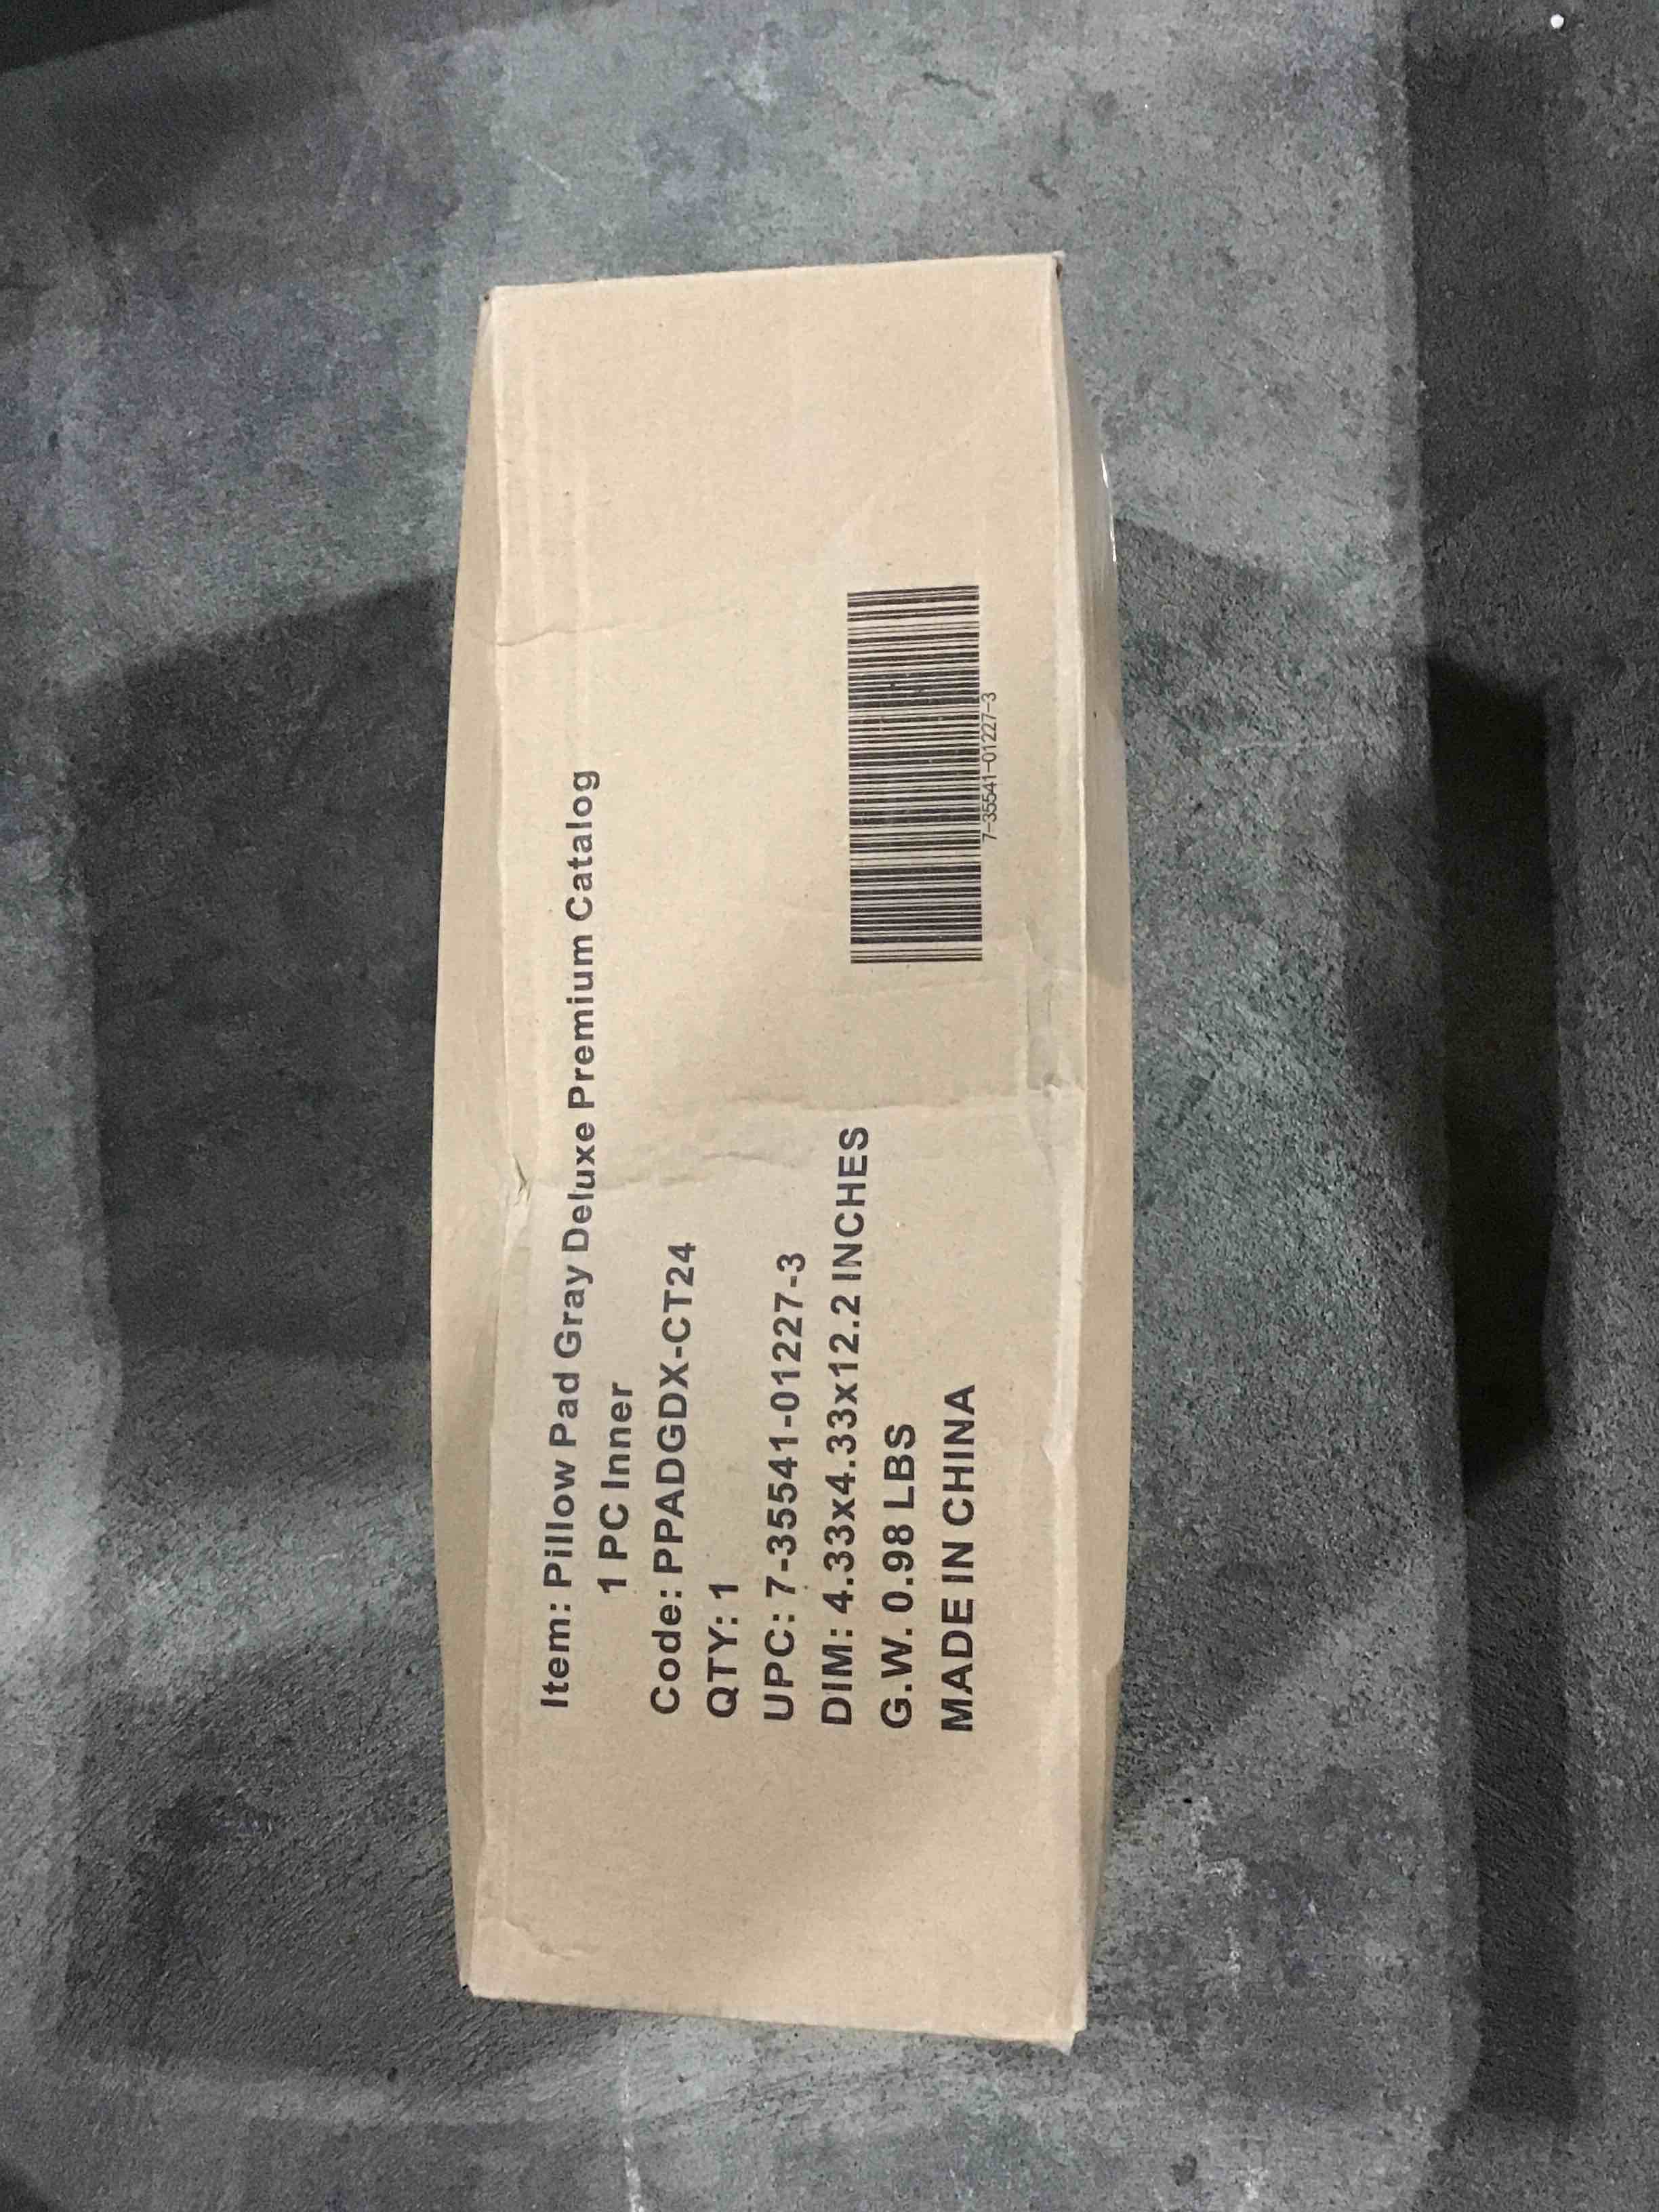 Item: Pillow Pad Gray Deluxe Premium Catalog
1 PC Inner
Code: PPADGDX-CT24
QTY: 1
UPC: 7-35541-01227-3
DIM: 4.33x4.33x12.2 INCHES
G.W. 0.98 LBS
MADE IN CHINA
7-35541-01227-3